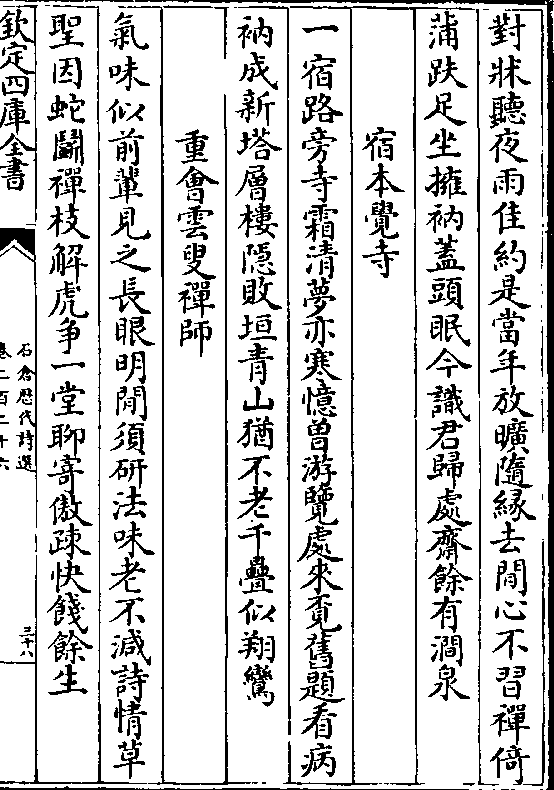 對牀聽夜雨佳約是當年放曠隨緣去閒心不習禪倚
蒲趺足坐擁衲蓋頭眠今識君歸處齋餘有澗泉
宿本覺寺
一宿路旁寺霜清夢亦寒憶曾游覽處來覔舊題看病
衲成新塔層樓隠敗垣青山猶不老千疊似翔鸞
重會雲叟禪師
氣味似前輩見之長眼明閒須研法味老不減詩情草
聖因蛇鬭禪枝解虎爭一堂聊寄傲疎快餞餘生
欽定四庫全書
石倉歴代詩選
卷二百二十六
三十八